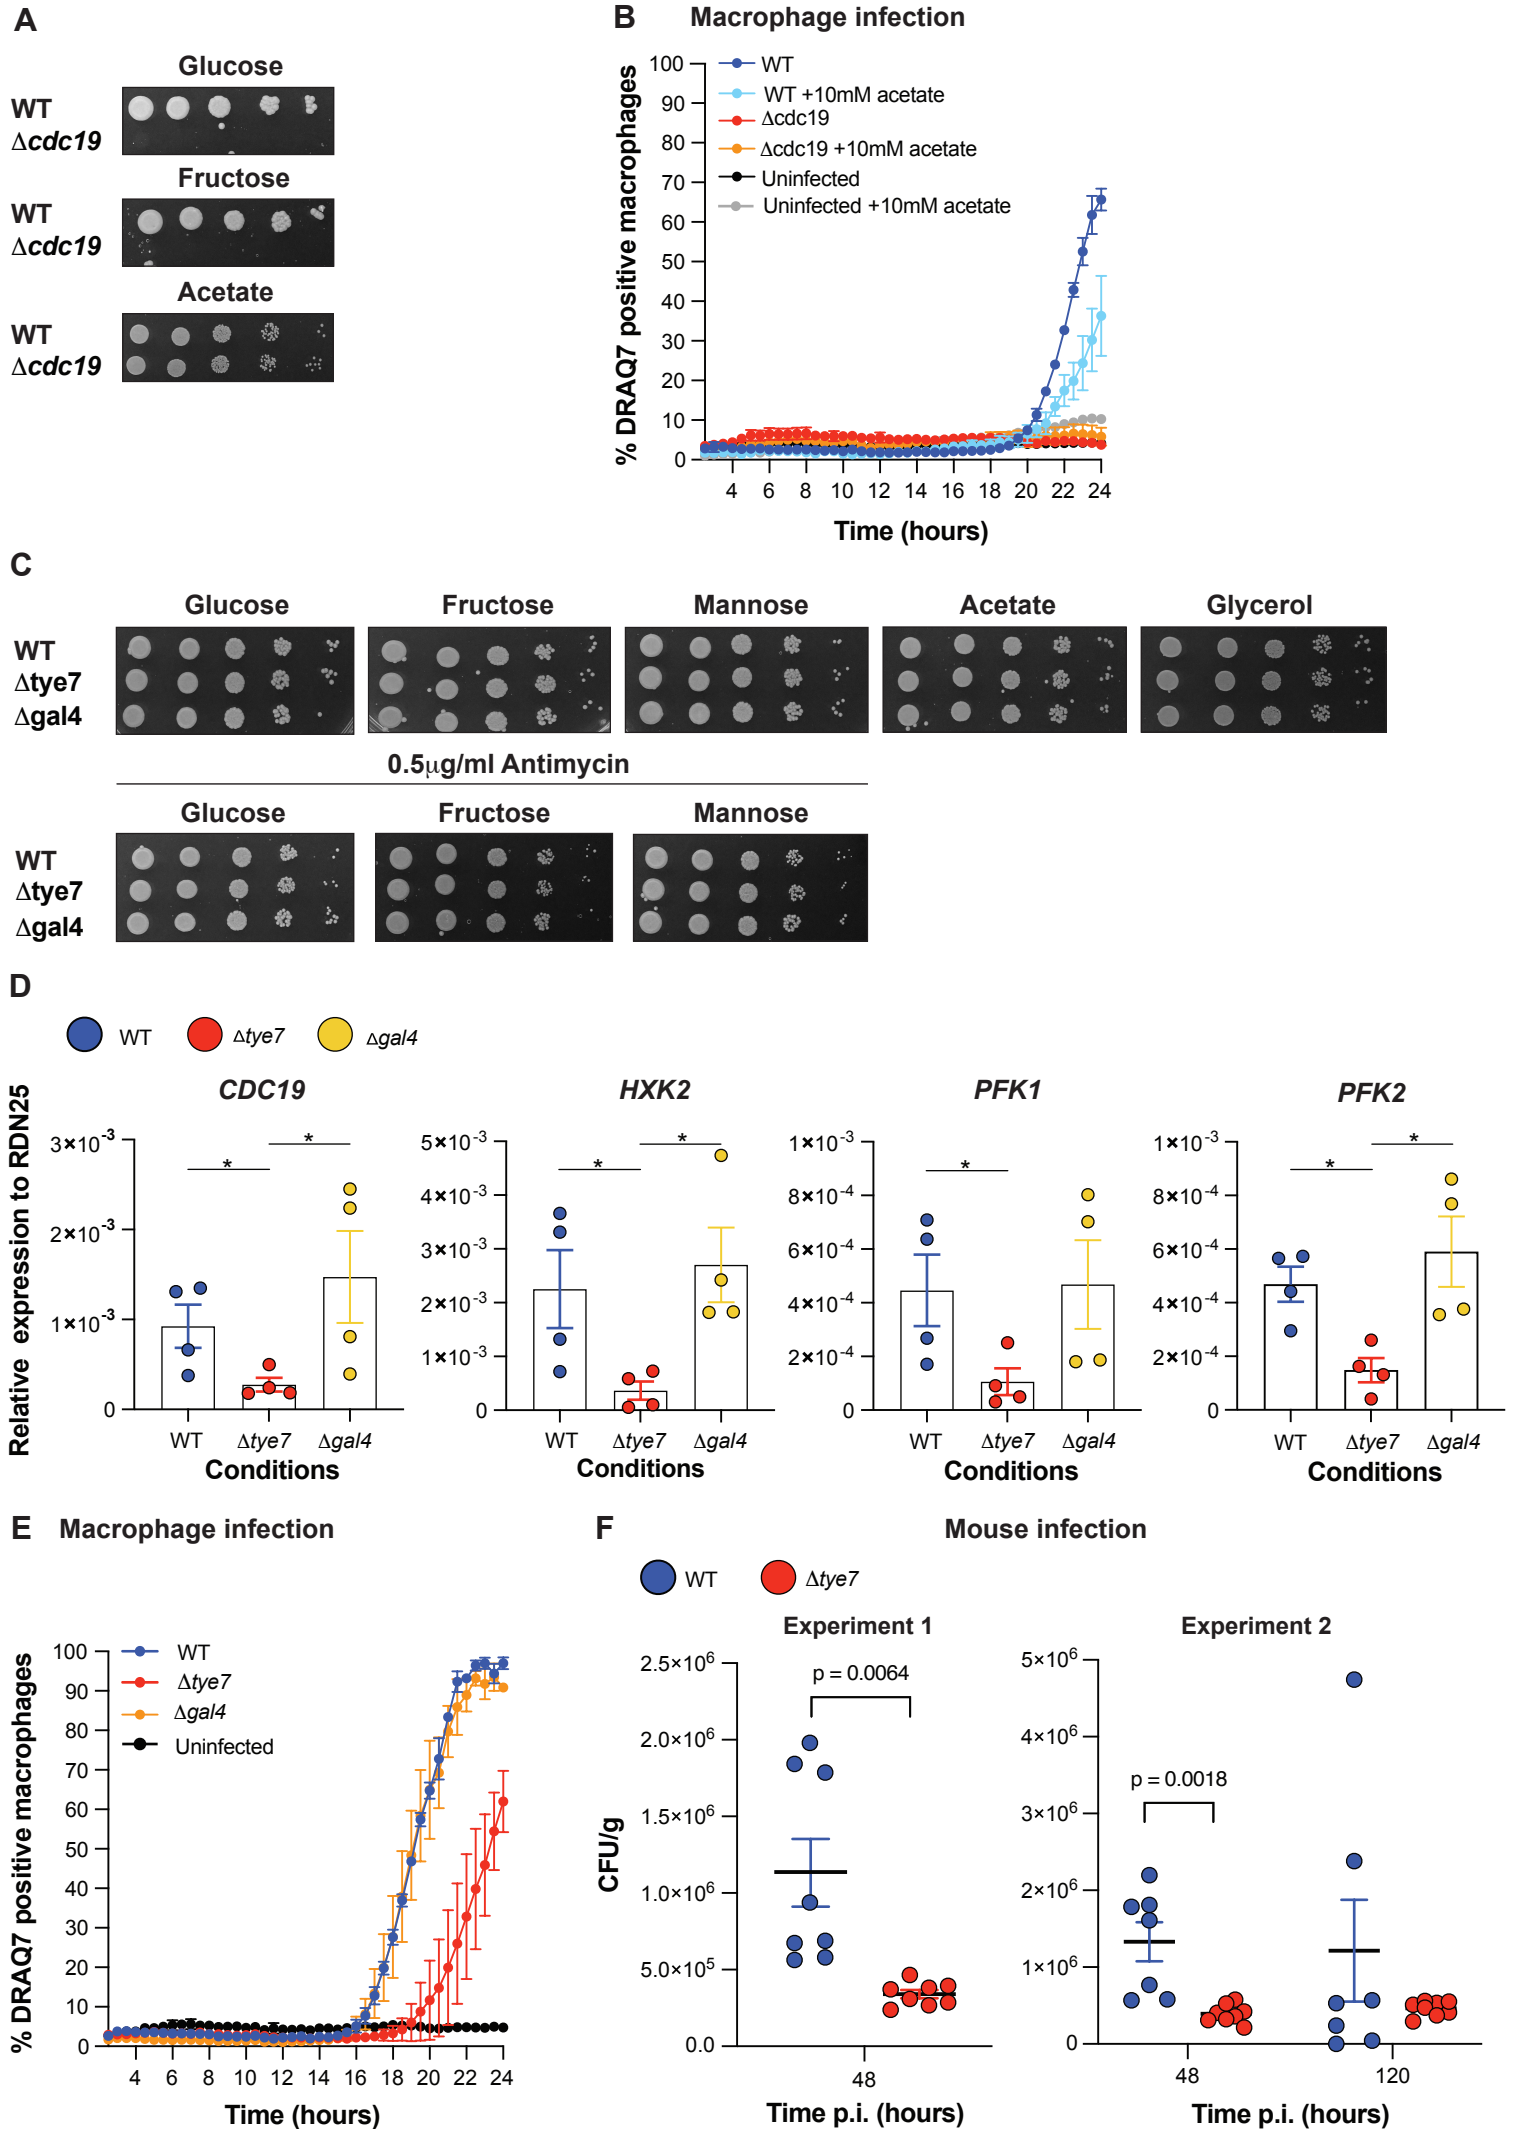 A
Glucose
WT
Δcdc19
Fructose
WT
Δcdc19
Acetate
WT
Δcdc19
B Macrophage infection
% DRAQ7 positive macrophages
100
90
80
70
60
50
40
30
20
10
0
WT
WT +10mM acetate
Δcdc19
Δcdc19 +10mM acetate
Uninfected
Uninfected +10mM acetate
4 6 8 10 12 14 16 18 20 22 24
Time (hours)
C
Glucose Fructose Mannose Acetate Glycerol
WT
Δtye7
Δgal4
0.5μg/ml Antimycin
Glucose Fructose Mannose
WT
Δtye7
Δgal4
D
WT Δtye7 Δgal4
Relative expression to RDN25
CDC19
3×10-3
2×10-3
1×10-3
0
WT Δtye7 Δgal4
Conditions
HXK2
5×10-3
4×10-3
3×10-3
2×10-3
1×10-3
0
WT Δtye7 Δgal4
Conditions
PFK1
1×10-3
8×10-4
6×10-4
4×10-4
2×10-4
0
WT Δtye7 Δgal4
Conditions
PFK2
1×10-3
8×10-4
6×10-4
4×10-4
2×10-4
0
WT Δtye7 Δgal4
Conditions
* *
* *
*
* *
E Macrophage infection
% DRAQ7 positive macrophages
100
90
80
70
60
50
40
30
20
10
0
WT
Δtye7
Δgal4
Uninfected
4 6 8 10 12 14 16 18 20 22 24
Time (hours)
F Mouse infection
WT Δtye7
Experiment 1
CFU/g
2.5×106
2.0×106
1.5×106
1.0×106
5.0×105
0.0
p = 0.0064
48
Time p.i. (hours)
Experiment 2
5×106
4×106
3×106
2×106
1×106
0
p = 0.0018
48 120
Time p.i. (hours)